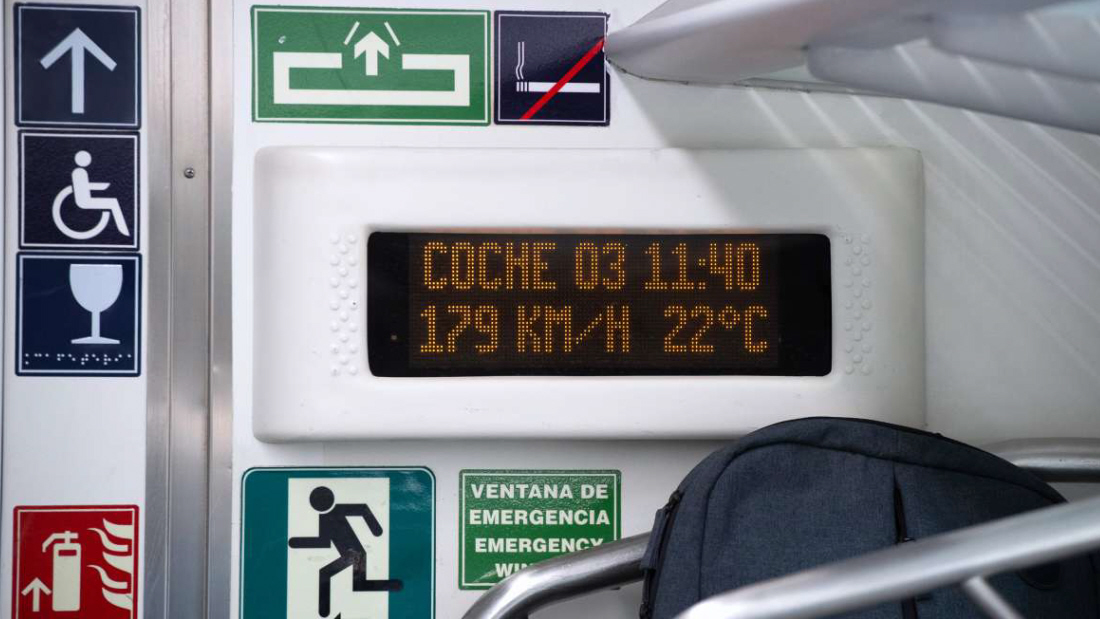 COCHE 03 11:40
179 KM/H 22°C
VENTANA DE
EMERGENCIA
EMERGENCY